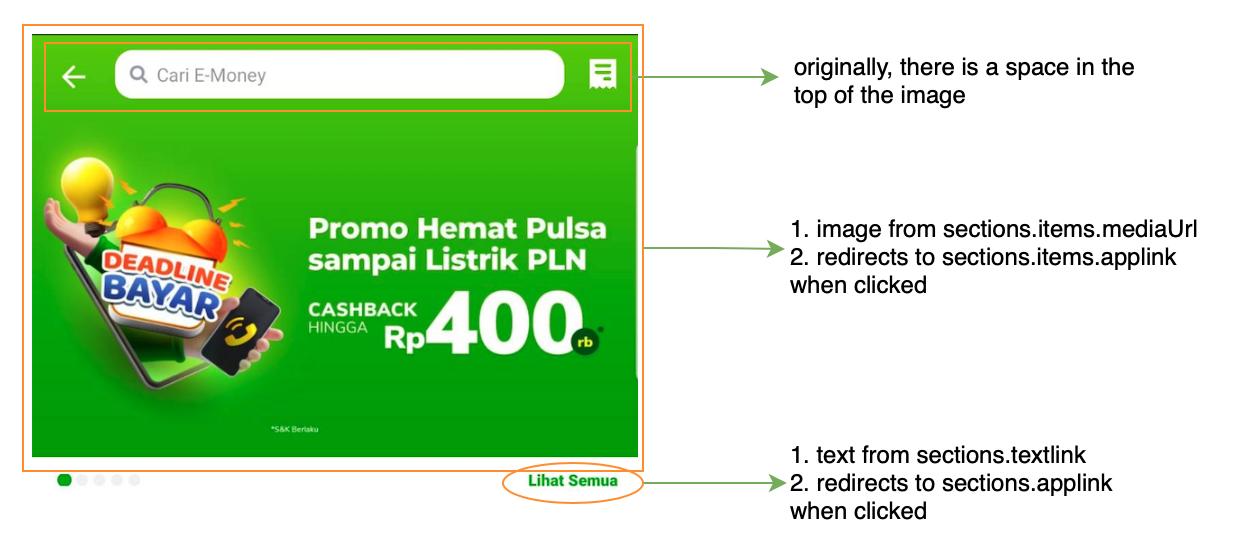 Cari E-Money
originally, there is a space in the
top of the image
DEADLINE
BAYAR
Promo Hemat Pulsa
sampai Listrik PLN
CASHBACK
HINGGA
Rp400rb*
*S&K Berlaku
1. image from sections.items.mediaUrl
2. redirects to sections.items.applink
when clicked
Lihat Semua
1. text from sections.textlink
2. redirects to sections.applink
when clicked